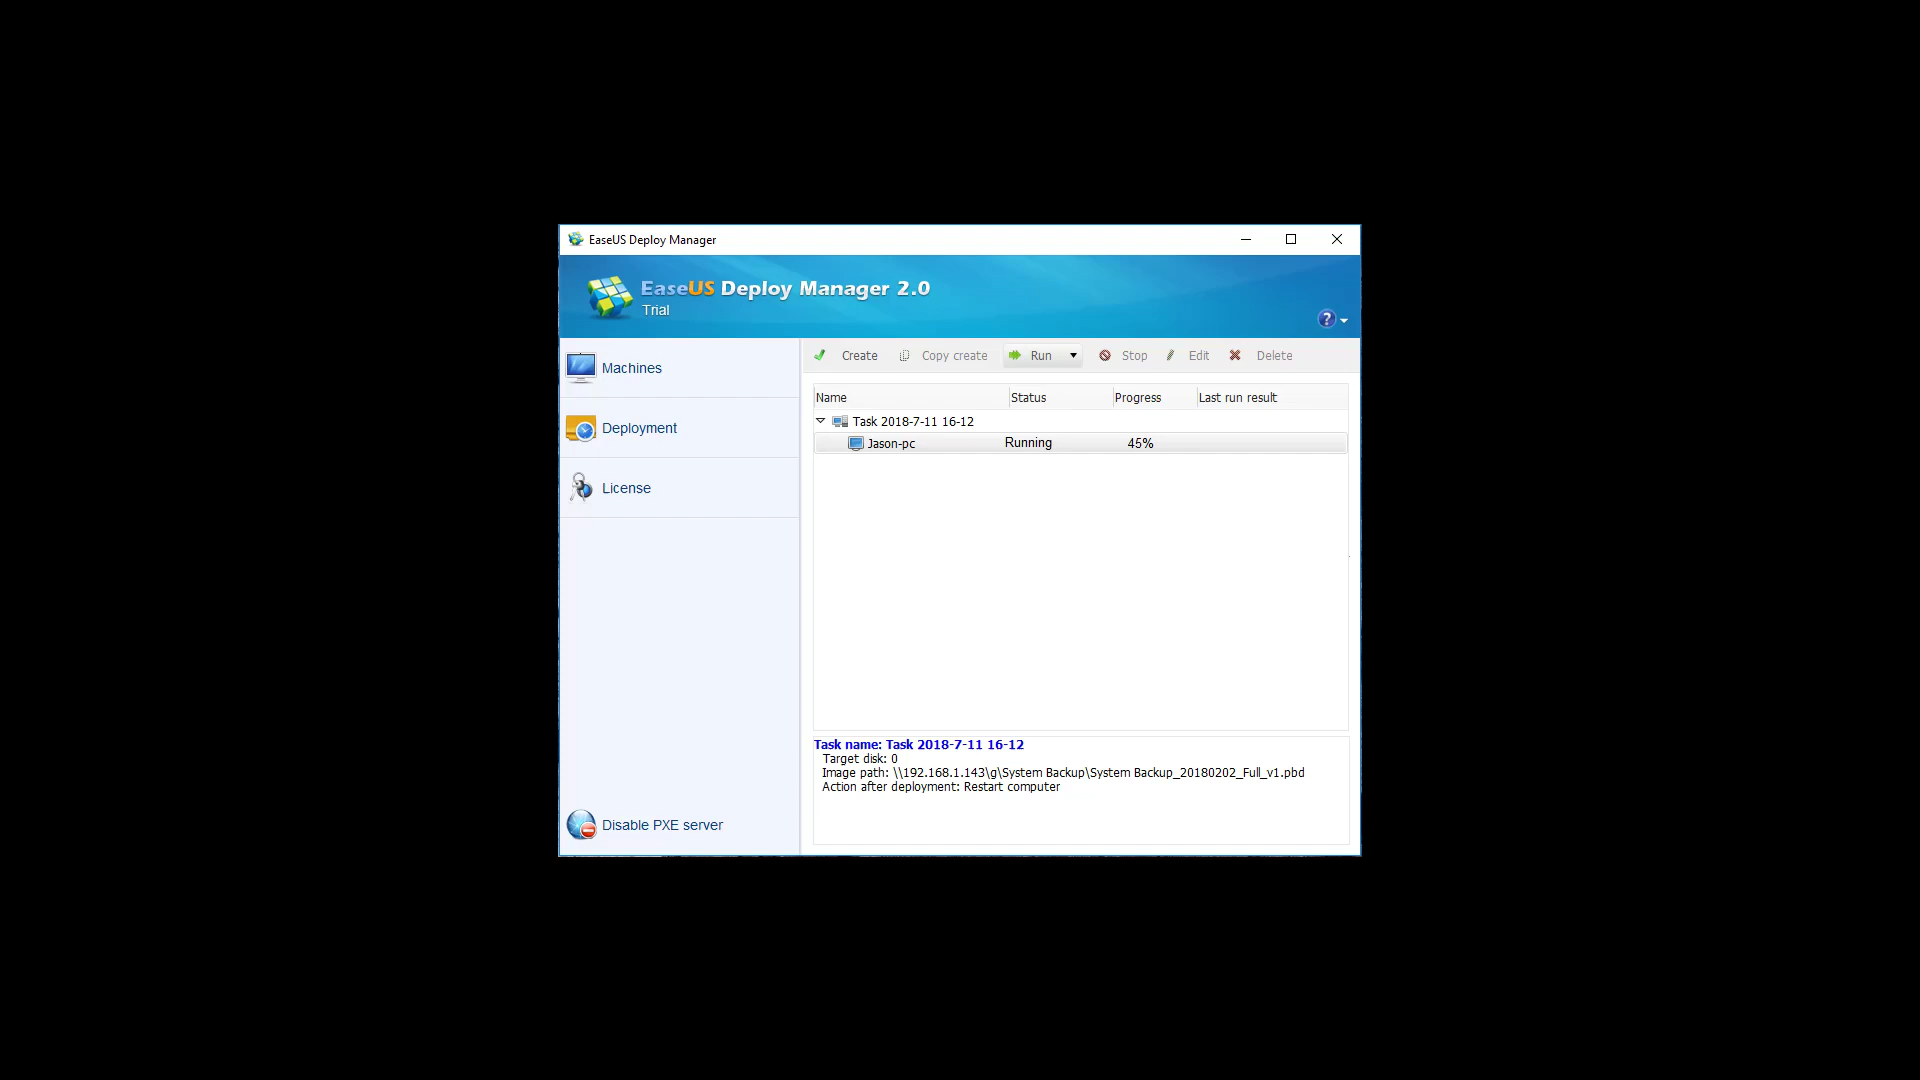 EaseUS Deploy Manager
EaseUS Deploy Manager 2.0
Trial
?
Machines
Deployment
License
Disable PXE server
Create Copy create Run Stop Edit Delete
Name Status Progress Last run result
Task 2018-7-11 16-12
Jason-pc Running 45%
Task name: Task 2018-7-11 16-12
Target disk: 0
Image path: \\192.168.1.143\g\System Backup\System Backup_20180202_Full_v1.pbd
Action after deployment: Restart computer